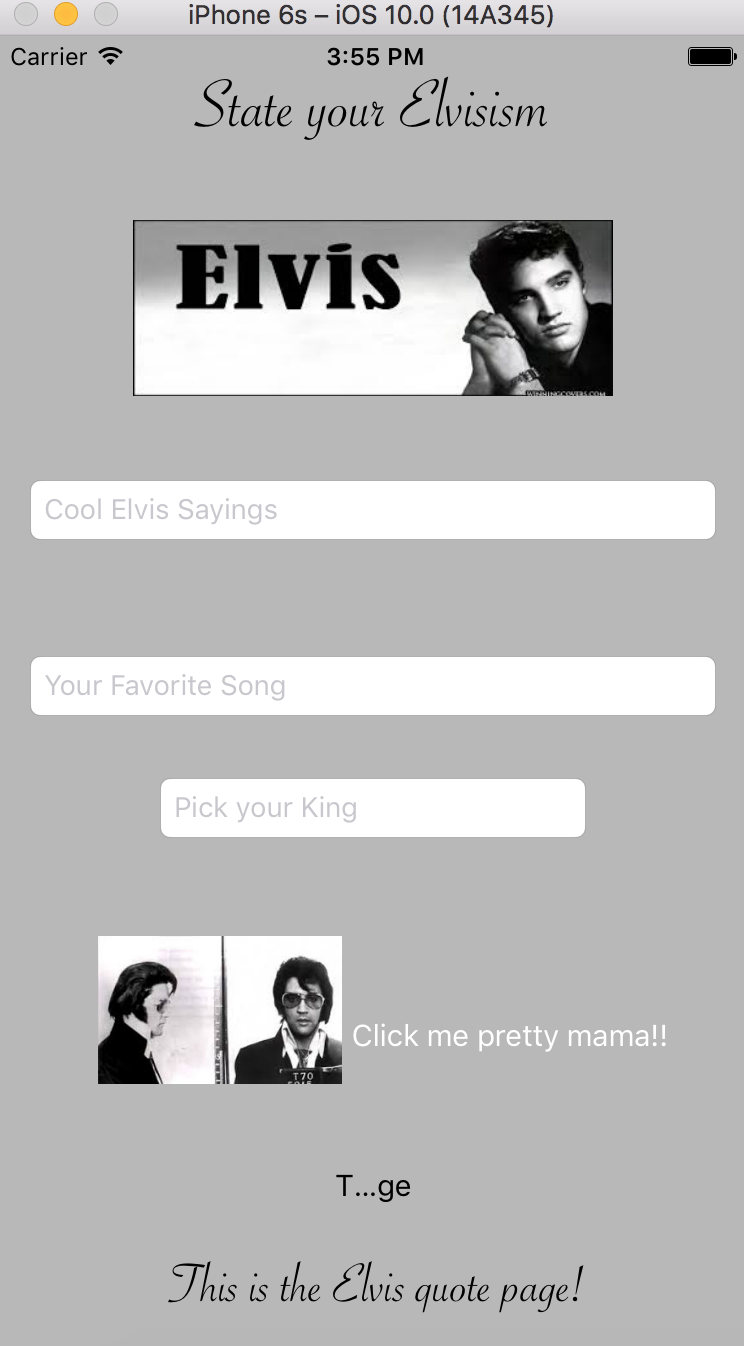 iPhone 6s – iOS 10.0 (14A345)
Carrier 3:55 PM
State your Elvisism
Elvis
WINNINGCOVERS.COM
Cool Elvis Sayings
Your Favorite Song
Pick your King
T70
Click me pretty mama!!
T...ge
This is the Elvis quote page!